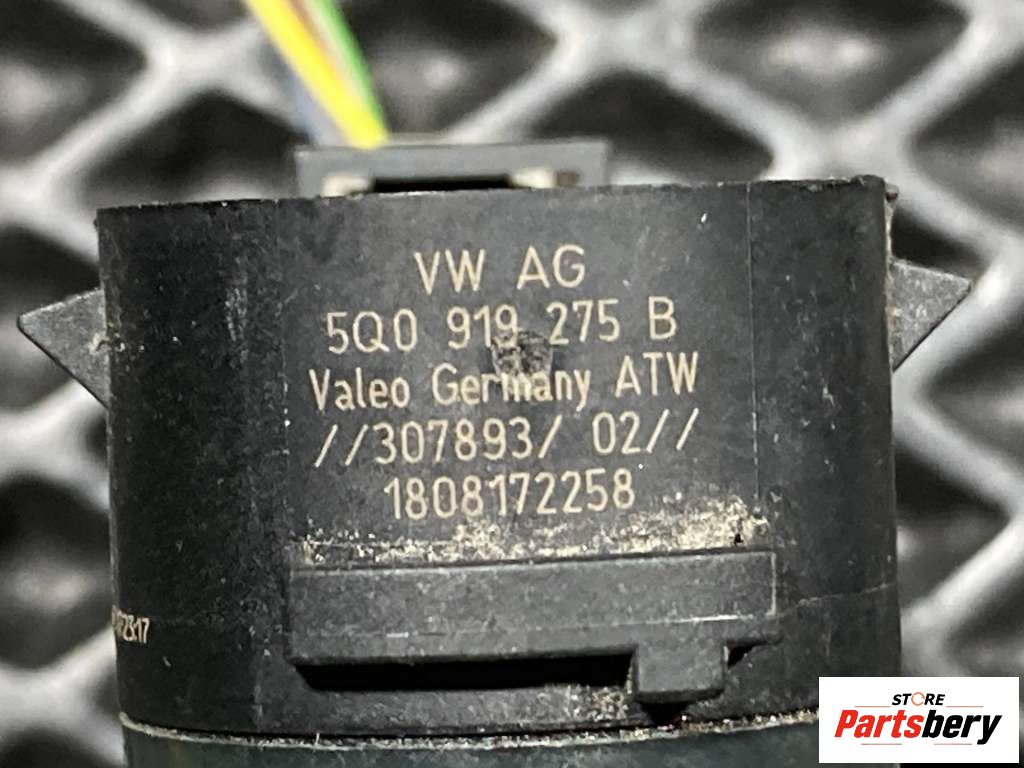 VW AG
5Q0 919 275 B
Valeo Germany ATW
//307893/ 02//
1808172258
STORE
Partsbery